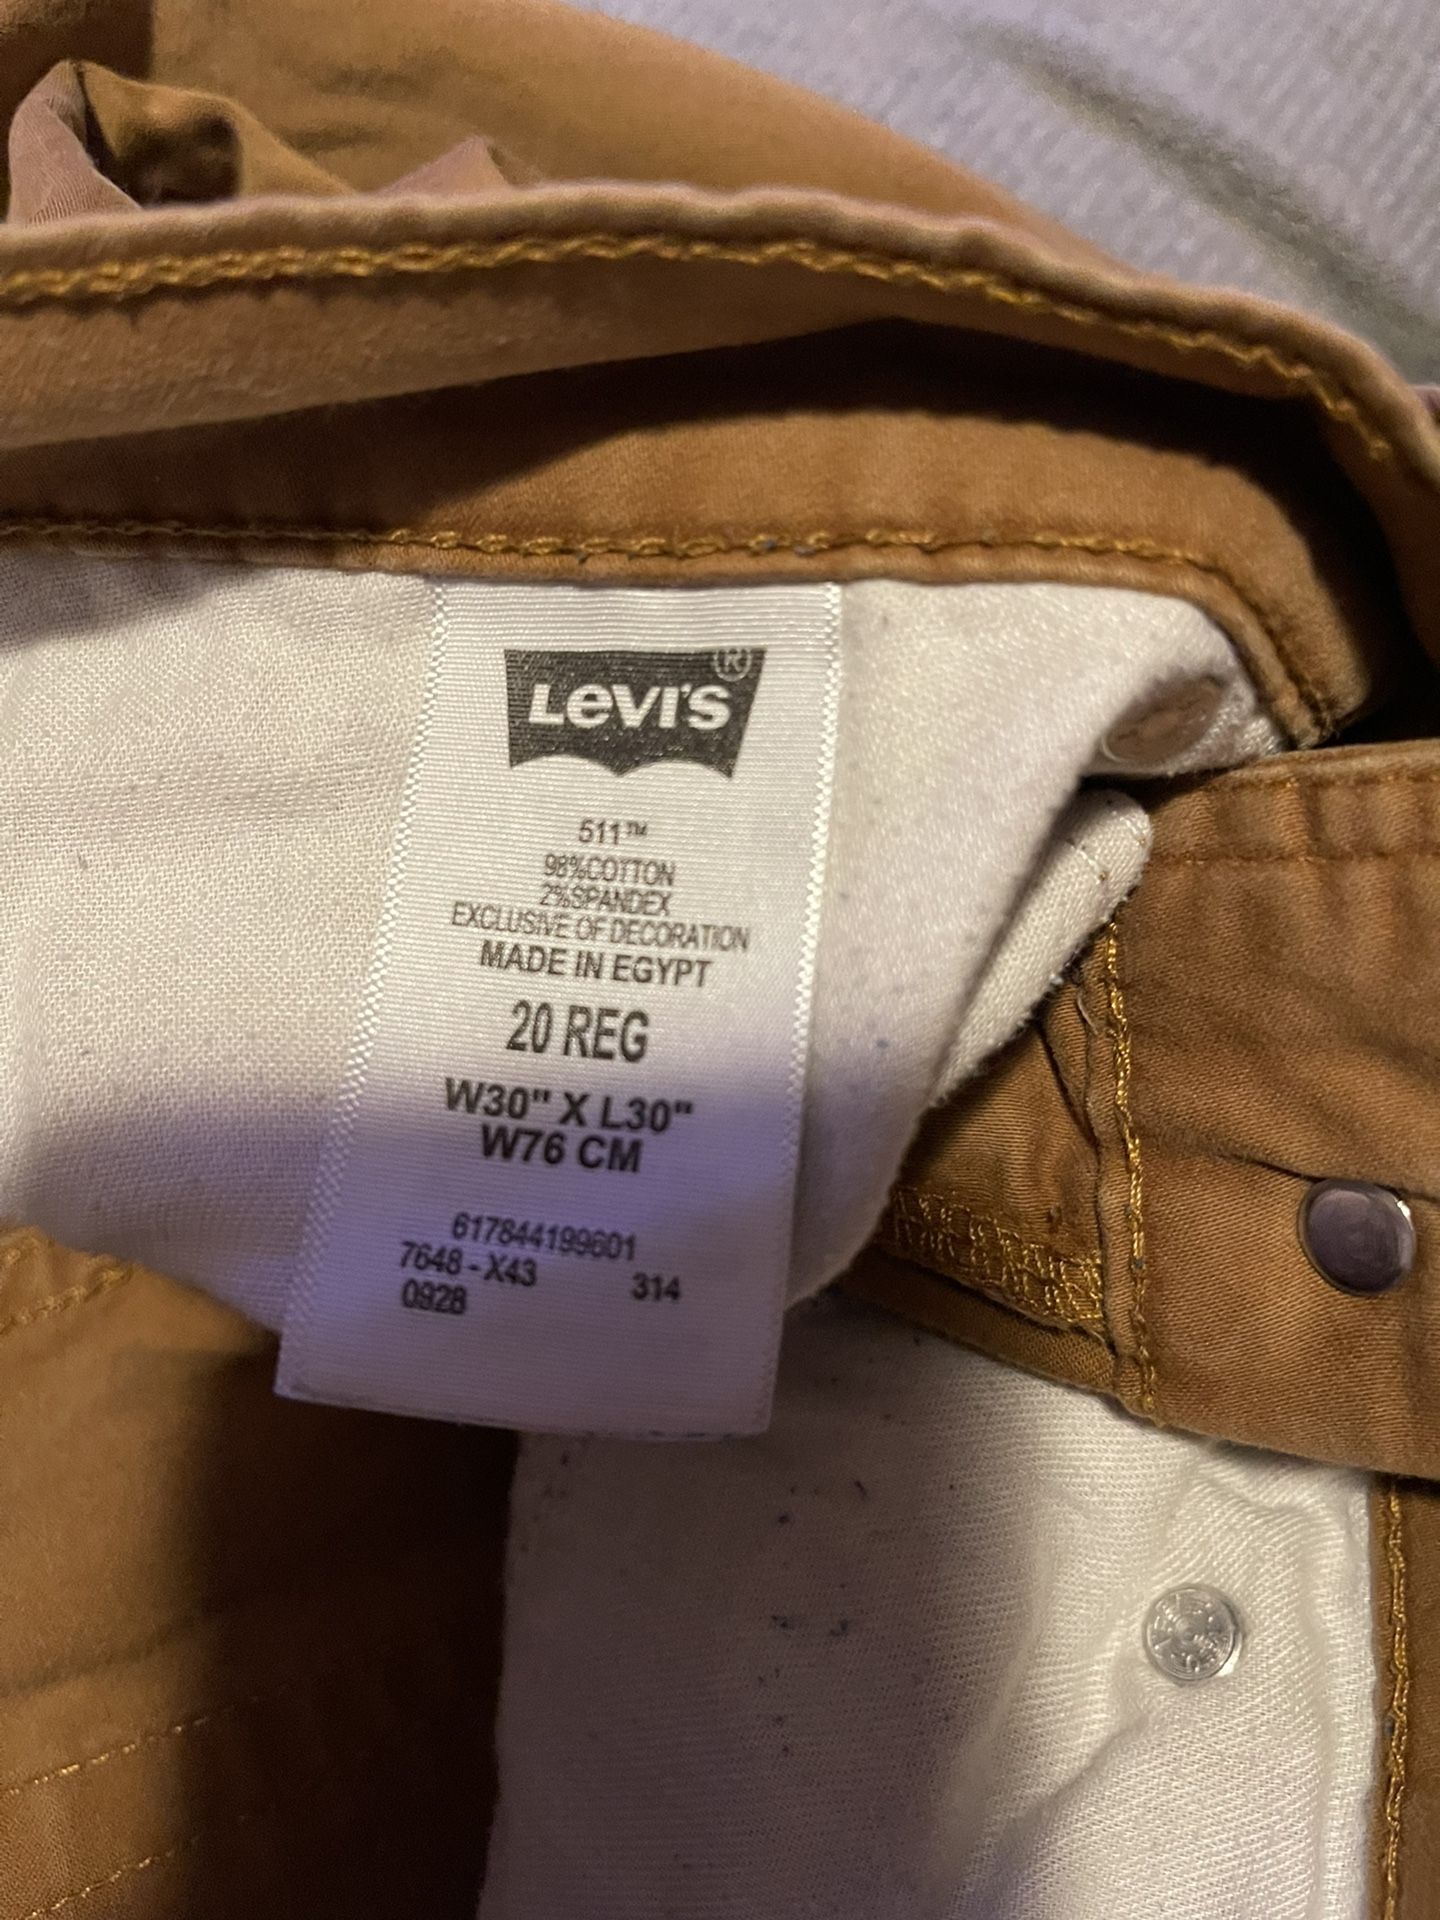 Levi's®
511™
98%COTTON
2%SPANDEX
EXCLUSIVE OF DECORATION
MADE IN EGYPT
20 REG
W30" X L30"
W76 CM
617844199601
7648 - X43 314
0928